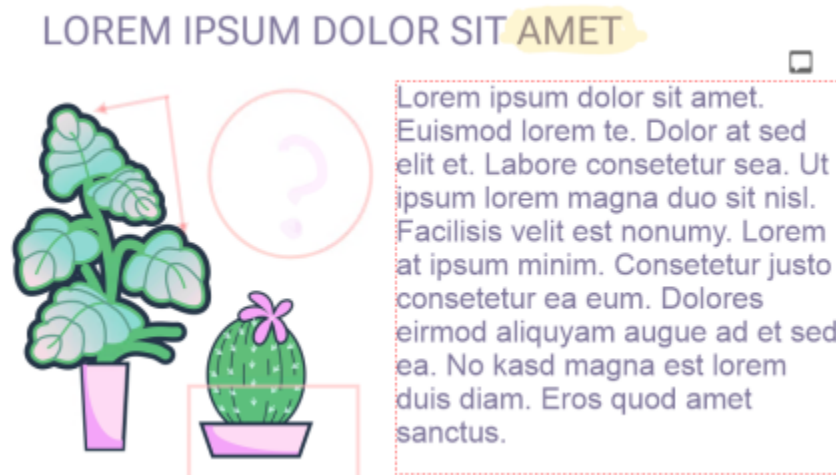 LOREM IPSUM DOLOR SIT AMET
?
Lorem ipsum dolor sit amet.
Euismod lorem te. Dolor at sed
elit et. Labore consetetur sea. Ut
ipsum lorem magna duo sit nisl.
Facilisis velit est nonumy. Lorem
at ipsum minim. Consetetur justo
consetetur ea eum. Dolores
eirmod aliquyam augue ad et sed
ea. No kasd magna est lorem
duis diam. Eros quod amet
sanctus.